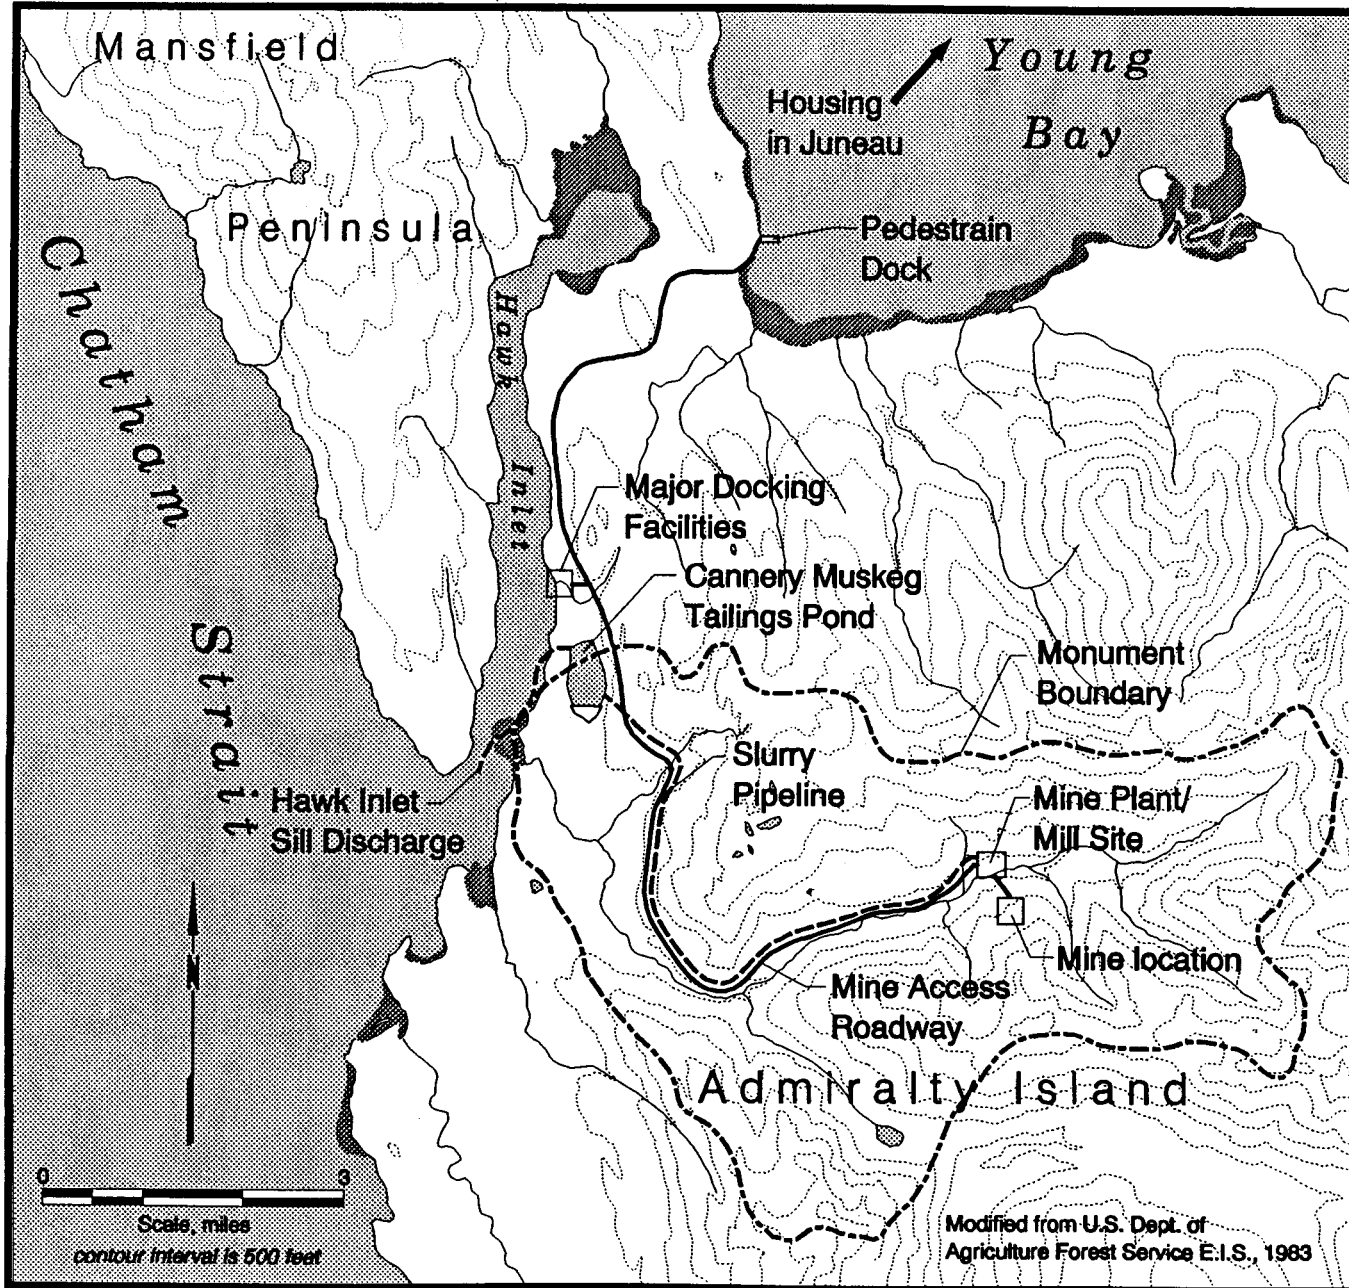 Mansfield
Peninsula
Young
Bay
Housing
in Juneau
Pedestrain
Dock
Chatham
Strait
Hawk
Inlet
Major Docking
Facilities
Cannery Muskeg
Tailings Pond
Monument
Boundary
Slurry
Pipeline
Hawk Inlet
Sill Discharge
Mine Plant/
Mill Site
Mine location
Mine Access
Roadway
Admiralty Island
N
0 3
Scale, miles
contour interval is 500 feet
Modified from U.S. Dept. of
Agriculture Forest Service E.I.S., 1983